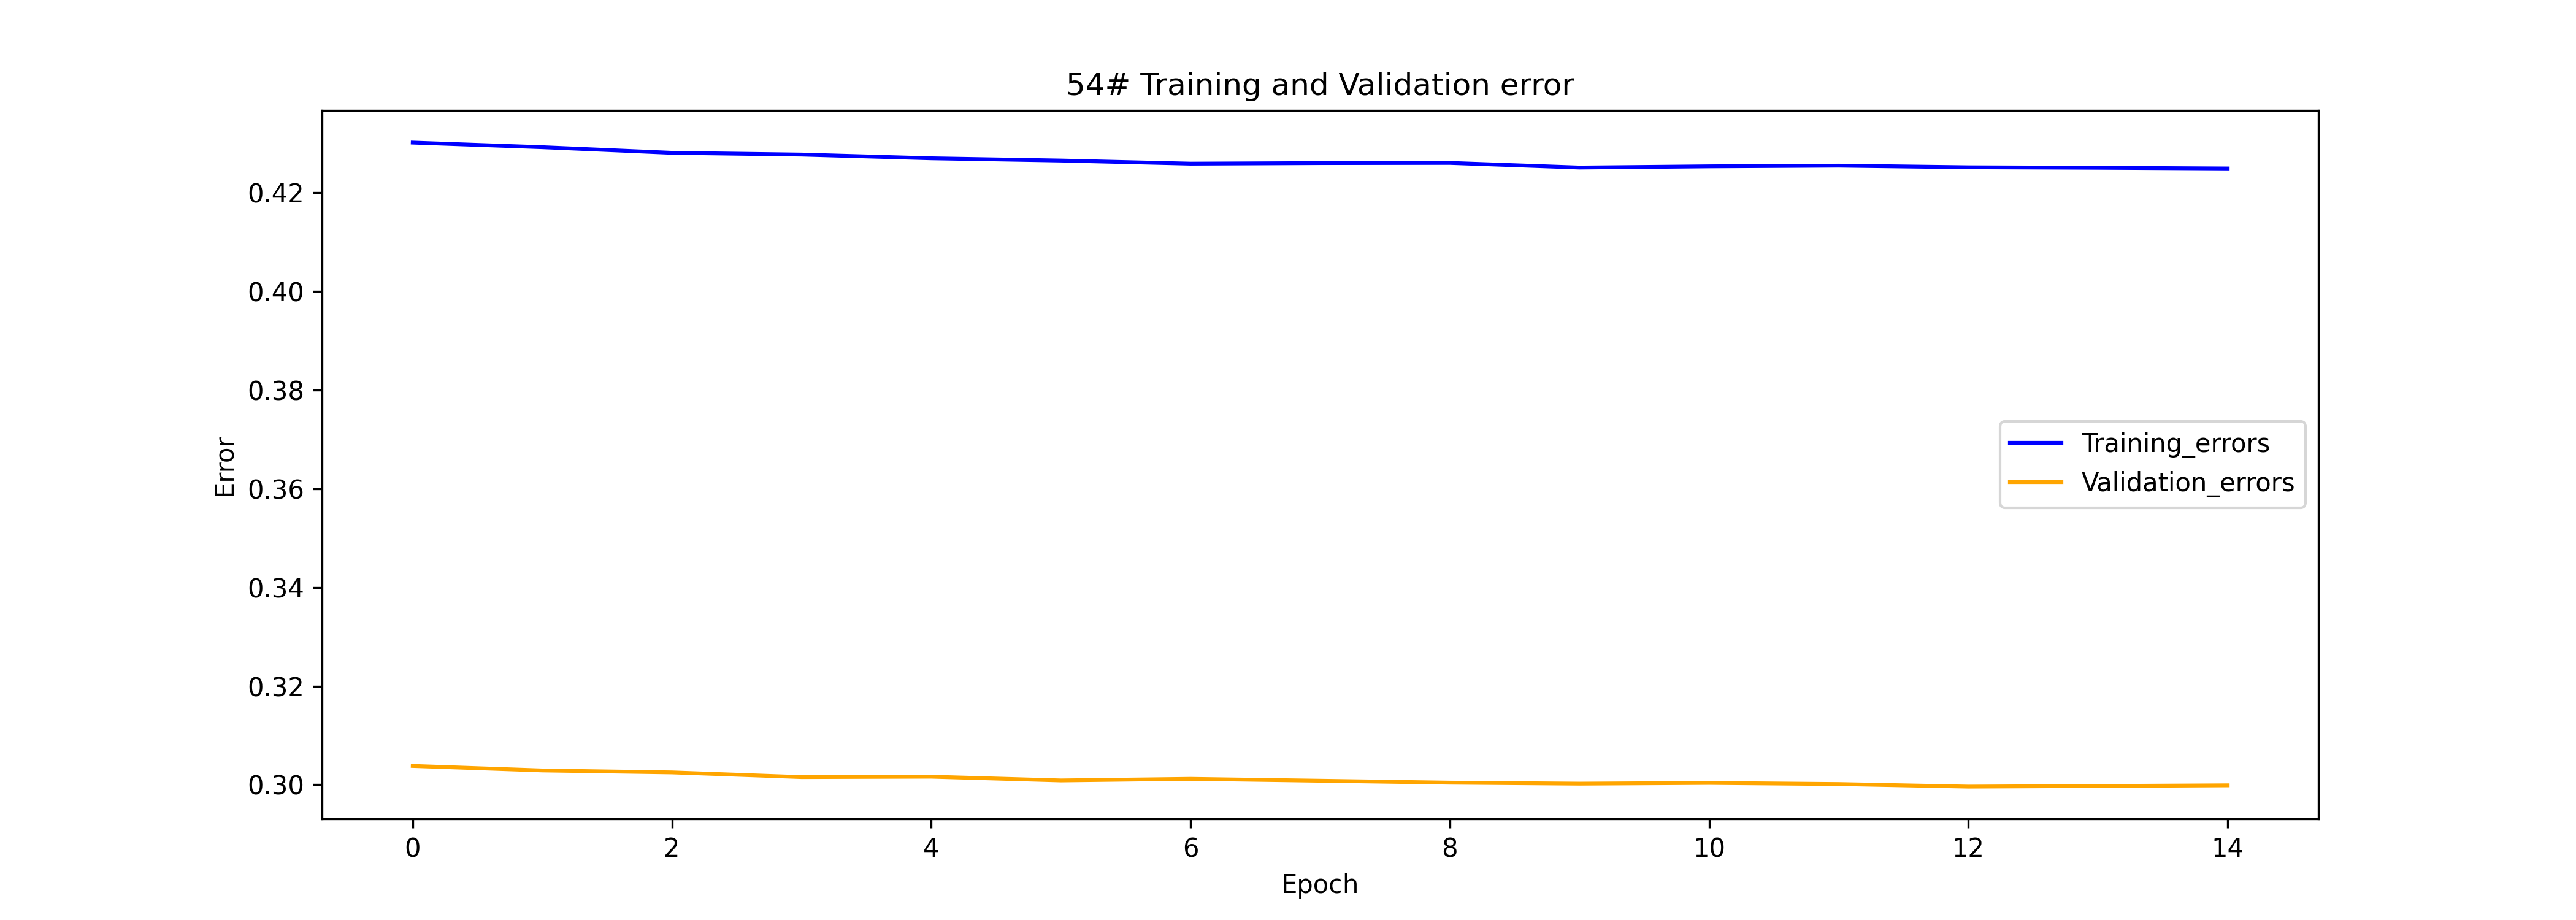 54# Training and Validation error
Error
0.42
0.40
0.38
0.36
0.34
0.32
0.30
Training_errors
Validation_errors
0 2 4 6 8 10 12 14
Epoch